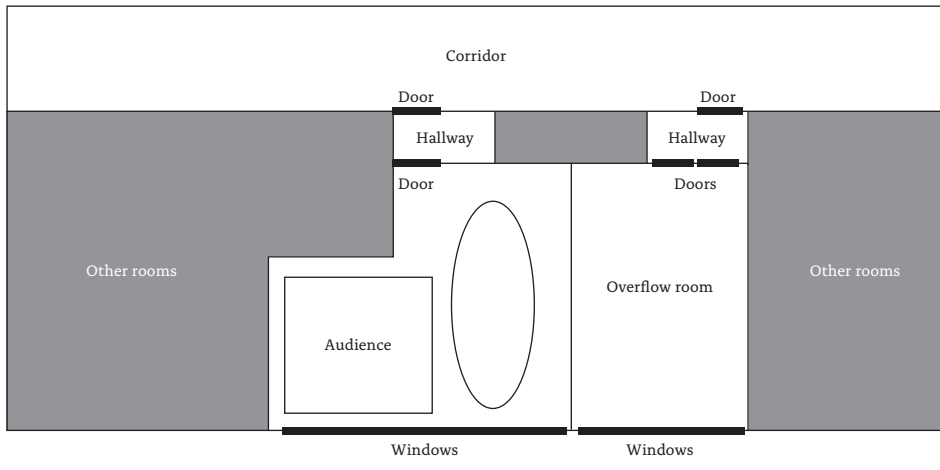 Corridor
Door
Door
Hallway
Hallway
Door
Doors
Other rooms
Overflow room
Other rooms
Audience
Windows
Windows